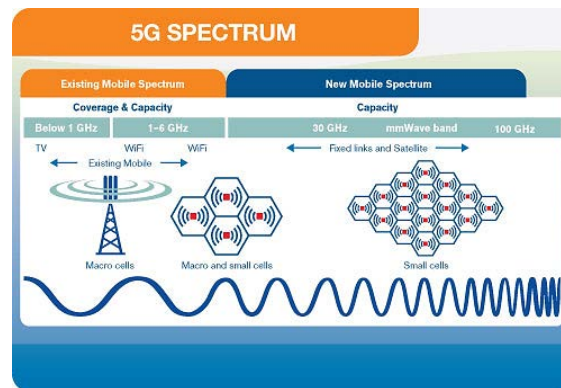 5G SPECTRUM
Existing Mobile Spectrum
New Mobile Spectrum
Coverage & Capacity
Capacity
Below 1 GHz
1–6 GHz
30 GHz
mmWave band
100 GHz
TV
WiFi
WiFi
Existing Mobile
Fixed links and Satellite
Macro cells
Macro and small cells
Small cells